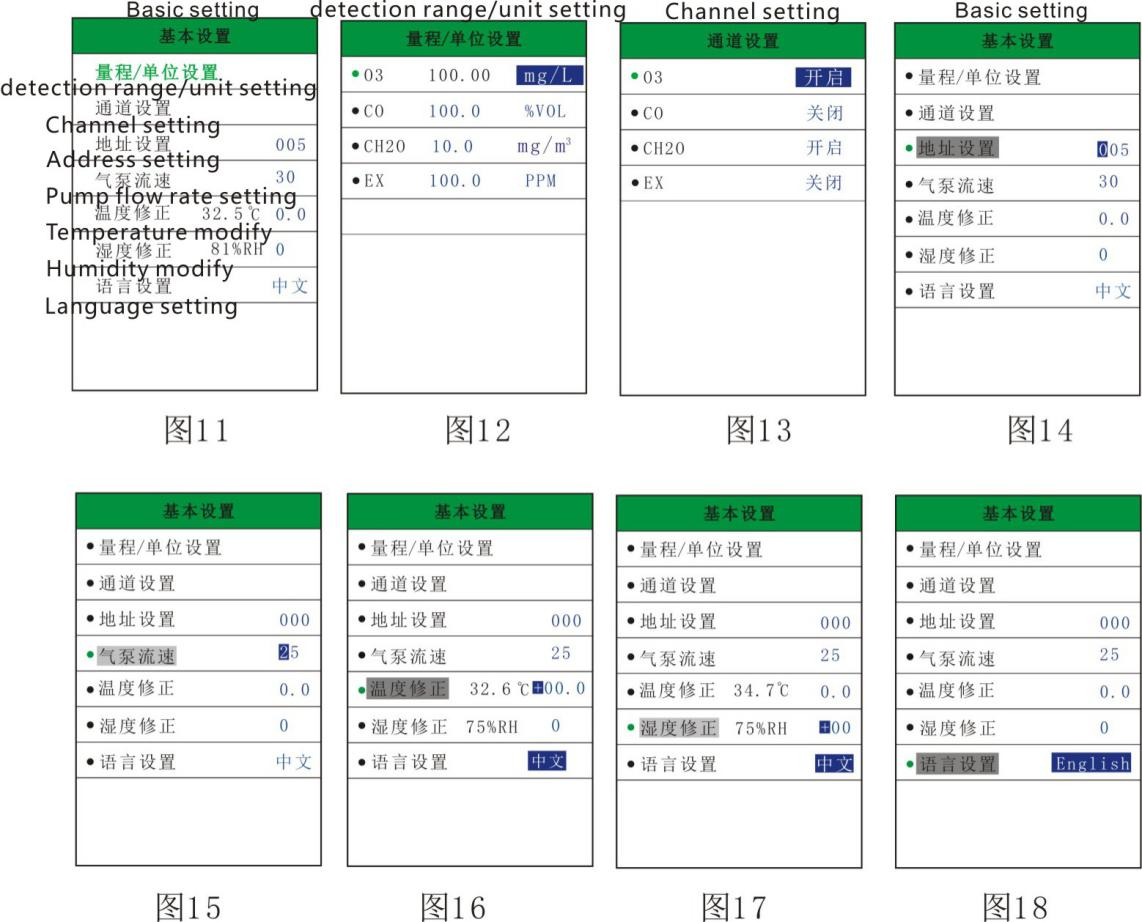 Basic setting
基本设置
量程/单位设置
detection range/unit setting
通道设置
Channel setting
地址设置 005
Address setting
气泵流速 30
Pump flow rate setting
温度修正 32.5℃ 0.0
Temperature modify
湿度修正 81%RH 0
Humidity modify
语言设置 中文
Language setting
图11
detection range/unit setting
量程/单位设置
●O3 100.00 mg/L
●CO 100.0 %VOL
●CH2O 10.0 mg/m³
●EX 100.0 PPM
图12
Channel setting
通道设置
●O3 开启
●CO 关闭
●CH2O 开启
●EX 关闭
图13
Basic setting
基本设置
●量程/单位设置
●通道设置
●地址设置 005
●气泵流速 30
●温度修正 0.0
●湿度修正 0
●语言设置 中文
图14
基本设置
●量程/单位设置
●通道设置
●地址设置 000
●气泵流速 25
●温度修正 0.0
●湿度修正 0
●语言设置 中文
图15
基本设置
●量程/单位设置
●通道设置
●地址设置 000
●气泵流速 25
●温度修正 32.6℃ +00.0
●湿度修正 75%RH 0
●语言设置 中文
图16
基本设置
●量程/单位设置
●通道设置
●地址设置 000
●气泵流速 25
●温度修正 34.7℃ 0.0
●湿度修正 75%RH +00
●语言设置 中文
图17
基本设置
●量程/单位设置
●通道设置
●地址设置 000
●气泵流速 25
●温度修正 0.0
●湿度修正 0
●语言设置 English
图18